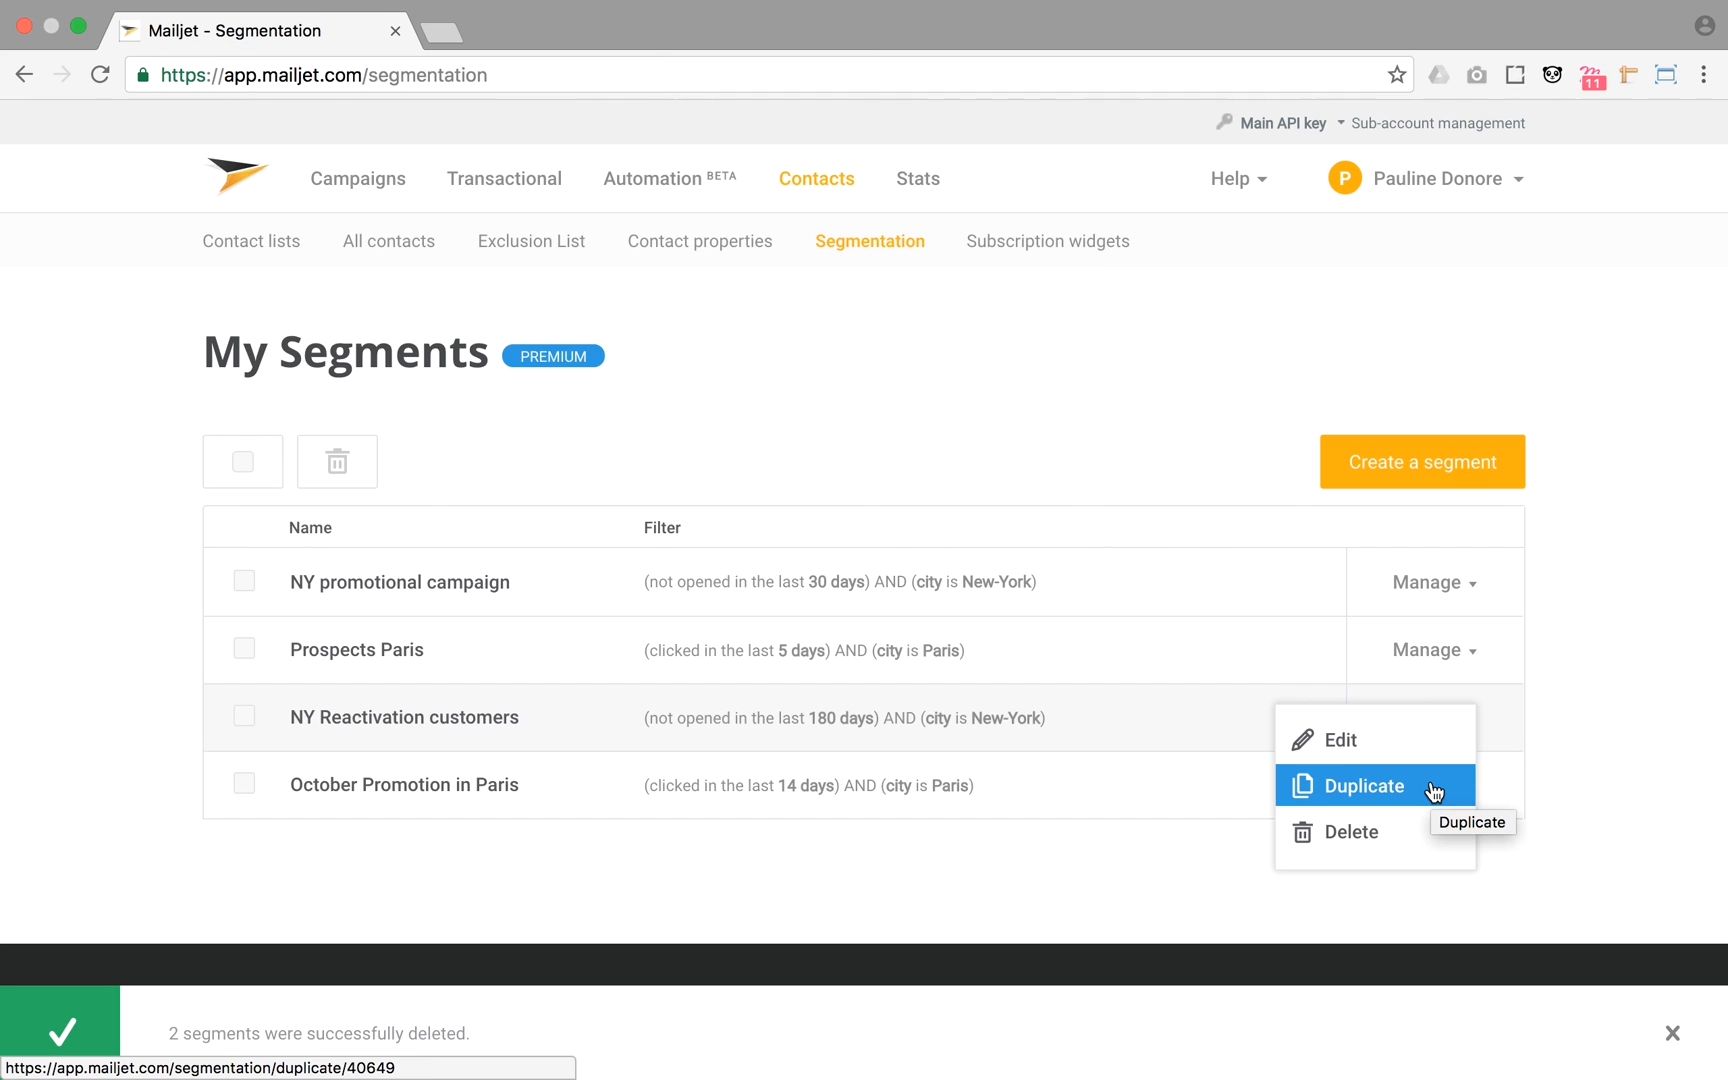 Mailjet - Segmentation
https://app.mailjet.com/segmentation
11
Main API key Sub-account management
Campaigns Transactional Automation BETA Contacts Stats Help P Pauline Donore
Contact lists All contacts Exclusion List Contact properties Segmentation Subscription widgets
My Segments PREMIUM
Create a segment
Name Filter
NY promotional campaign (not opened in the last 30 days) AND (city is New-York) Manage
Prospects Paris (clicked in the last 5 days) AND (city is Paris) Manage
NY Reactivation customers (not opened in the last 180 days) AND (city is New-York)
Edit
October Promotion in Paris (clicked in the last 14 days) AND (city is Paris) Duplicate
Duplicate
Delete
2 segments were successfully deleted.
https://app.mailjet.com/segmentation/duplicate/40649